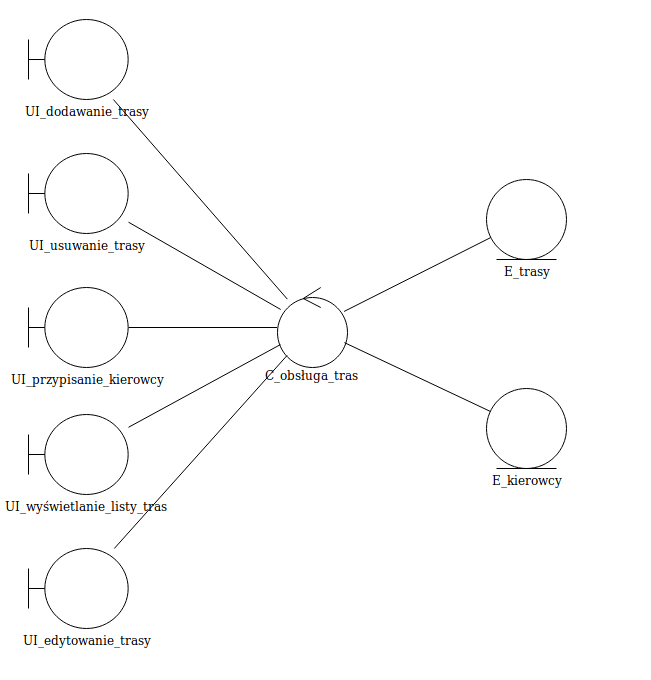 UI_dodawanie_trasy
UI_usuwanie_trasy
E_trasy
UI_przypisanie_kierowcy
C_obsługa_tras
UI_wyświetlanie_listy_tras
E_kierowcy
UI_edytowanie_trasy